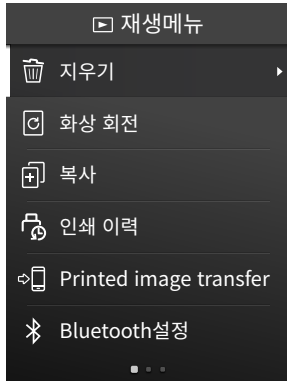 재생메뉴
지우기
화상 회전
복사
인쇄 이력
Printed image transfer
Bluetooth설정